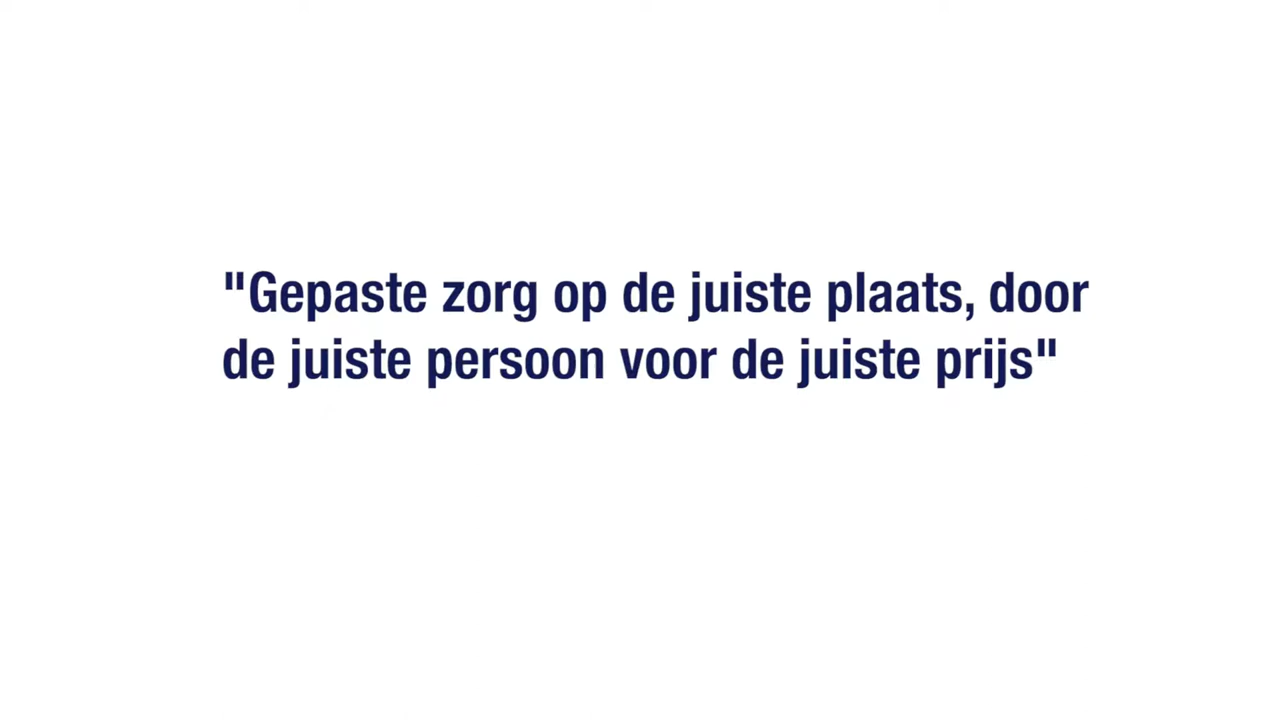 "Gepaste zorg op de juiste plaats, door
de juiste persoon voor de juiste prijs"